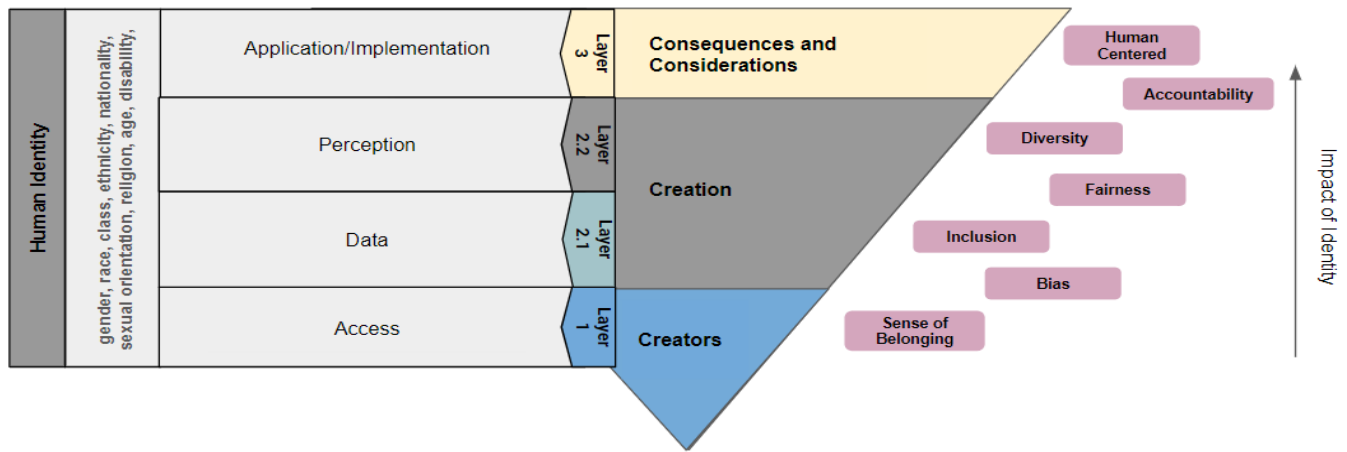 Human Identity
gender, race, class, ethnicity, nationality,
sexual orientation, religion, age, disability,
Application/Implementation
Layer
3
Consequences and
Considerations
Human
Centered
Accountability
Perception
Layer
2.2
Creation
Diversity
Fairness
Data
Layer
2.1
Inclusion
Bias
Access
Layer
1
Creators
Sense of
Belonging
Impact of Identity